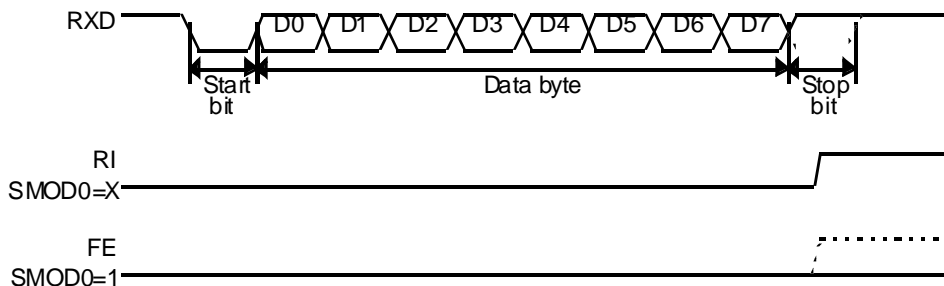 RXD D0 D1 D2 D3 D4 D5 D6 D7
Start bit
Data byte
Stop bit
RI
SMOD0=X
FE
SMOD0=1